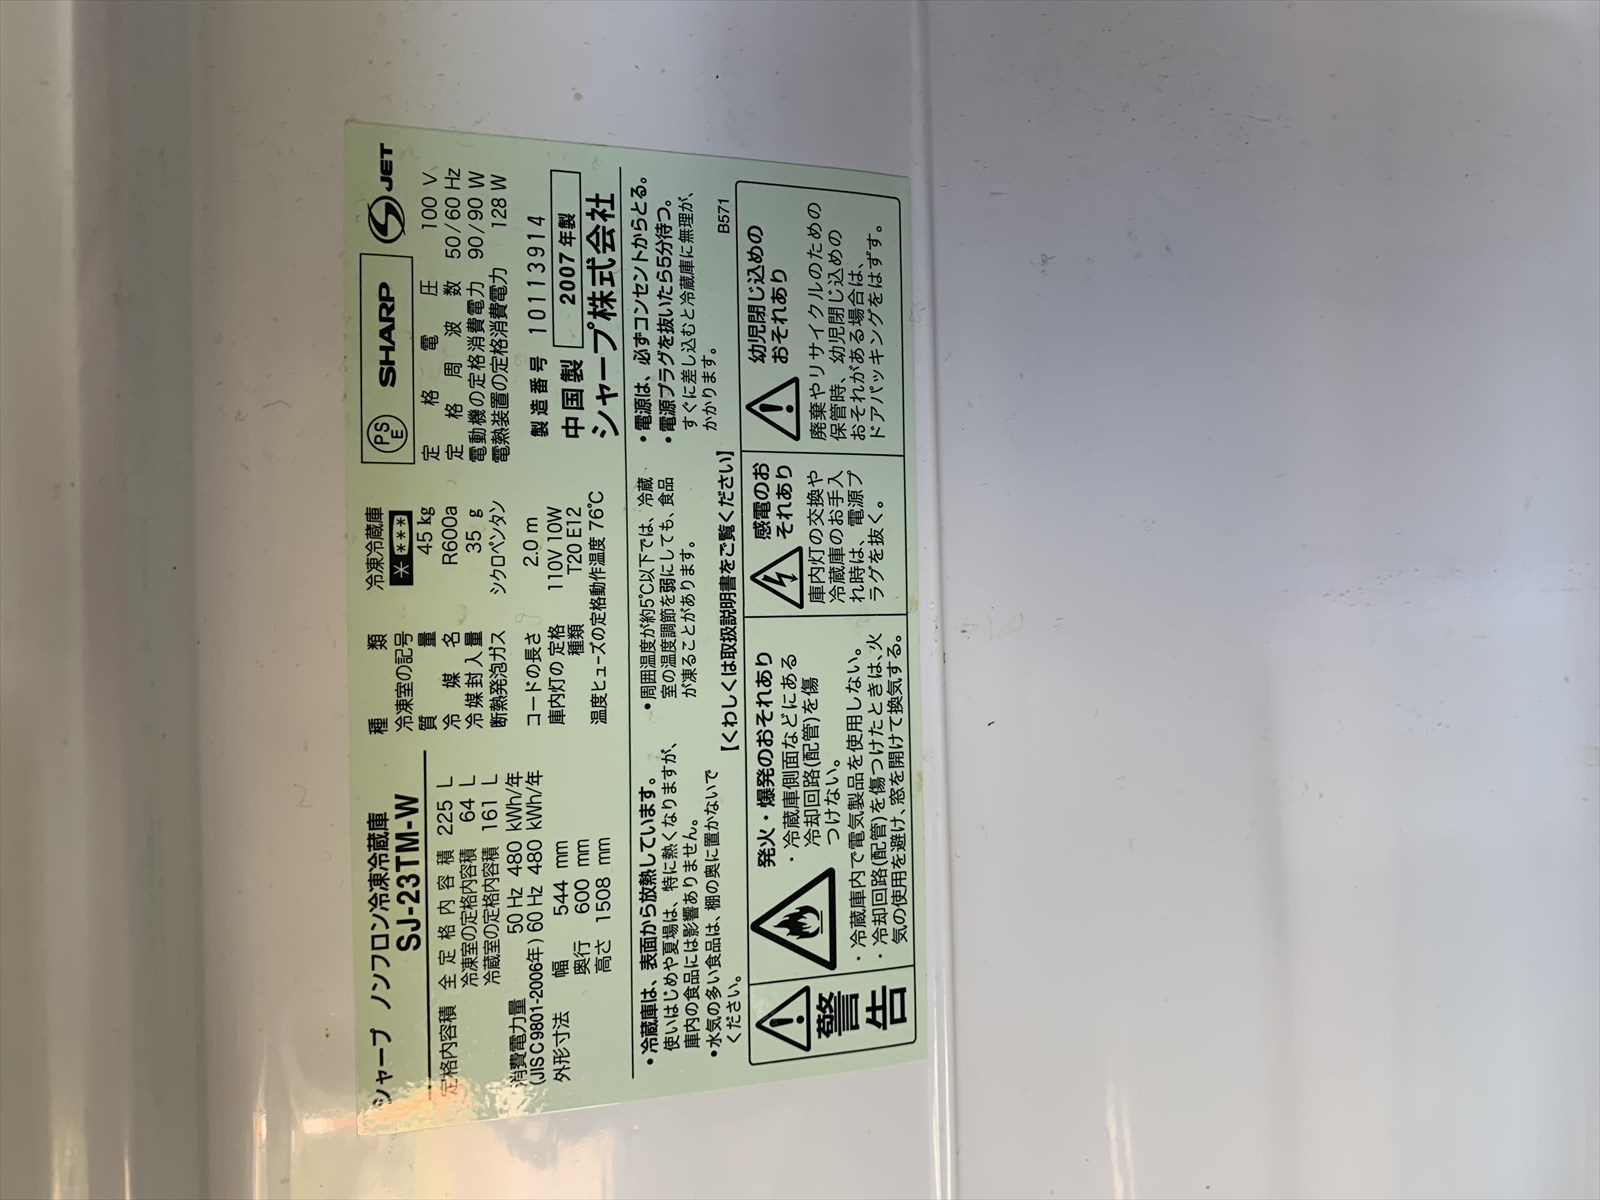 シャープ ノンフロン冷凍冷蔵庫
SJ-23TM-W
定格内容積 全定格内容積 225 L
冷凍室の定格内容積 64 L
冷蔵室の定格内容積 161 L
消費電力量 50 Hz 480 kWh/年
(JIS C 9801-2006年) 60 Hz 480 kWh/年
外形寸法 幅 544 mm
奥行 600 mm
高さ 1508 mm
種類 冷凍冷蔵庫
冷凍室の記号 * ***
質量 45 kg
冷媒名 R600a
冷媒封入量 35 g
断熱発泡ガス シクロペンタン
コードの長さ 2.0 m
庫内灯の定格 110V 10W
種類 T20 E12
温度ヒューズの定格動作温度 76℃
PS E SHARP S JET
定格電圧 100 V
定格周波数 50/60 Hz
電動機の定格消費電力 90/90 W
電熱装置の定格消費電力 128 W
製造番号 10113914
中国製 2007年製
シャープ株式会社
・冷蔵庫は、表面から放熱しています。
使いはじめや夏場は、特に熱くなりますが、
庫内の食品には影響ありません。
・水気の多い食品は、棚の奥に置かないで
ください。
・周囲温度が約5℃以下では、冷蔵
室の温度調節を弱にしても、食品
が凍ることがあります。
【くわしくは取扱説明書をご覧ください】
・電源は、必ずコンセントからとる。
・電源プラグを抜いたら5分待つ。
すぐに差し込むと冷蔵庫に無理が、
かかります。
B571
警告
発火・爆発のおそれあり
・冷蔵庫側面などにある
冷却回路(配管)を傷
つけない。
・冷蔵庫内で電気製品を使用しない。
・冷却回路(配管)を傷つけたときは、火
気の使用を避け、窓を開けて換気する。
感電のお
それあり
庫内灯の交換や
冷蔵庫のお手入
れ時は、電源プ
ラグを抜く。
幼児閉じ込めの
おそれあり
廃棄やリサイクルのための
保管時、幼児閉じ込めの
おそれがある場合は、
ドアパッキングをはずす。